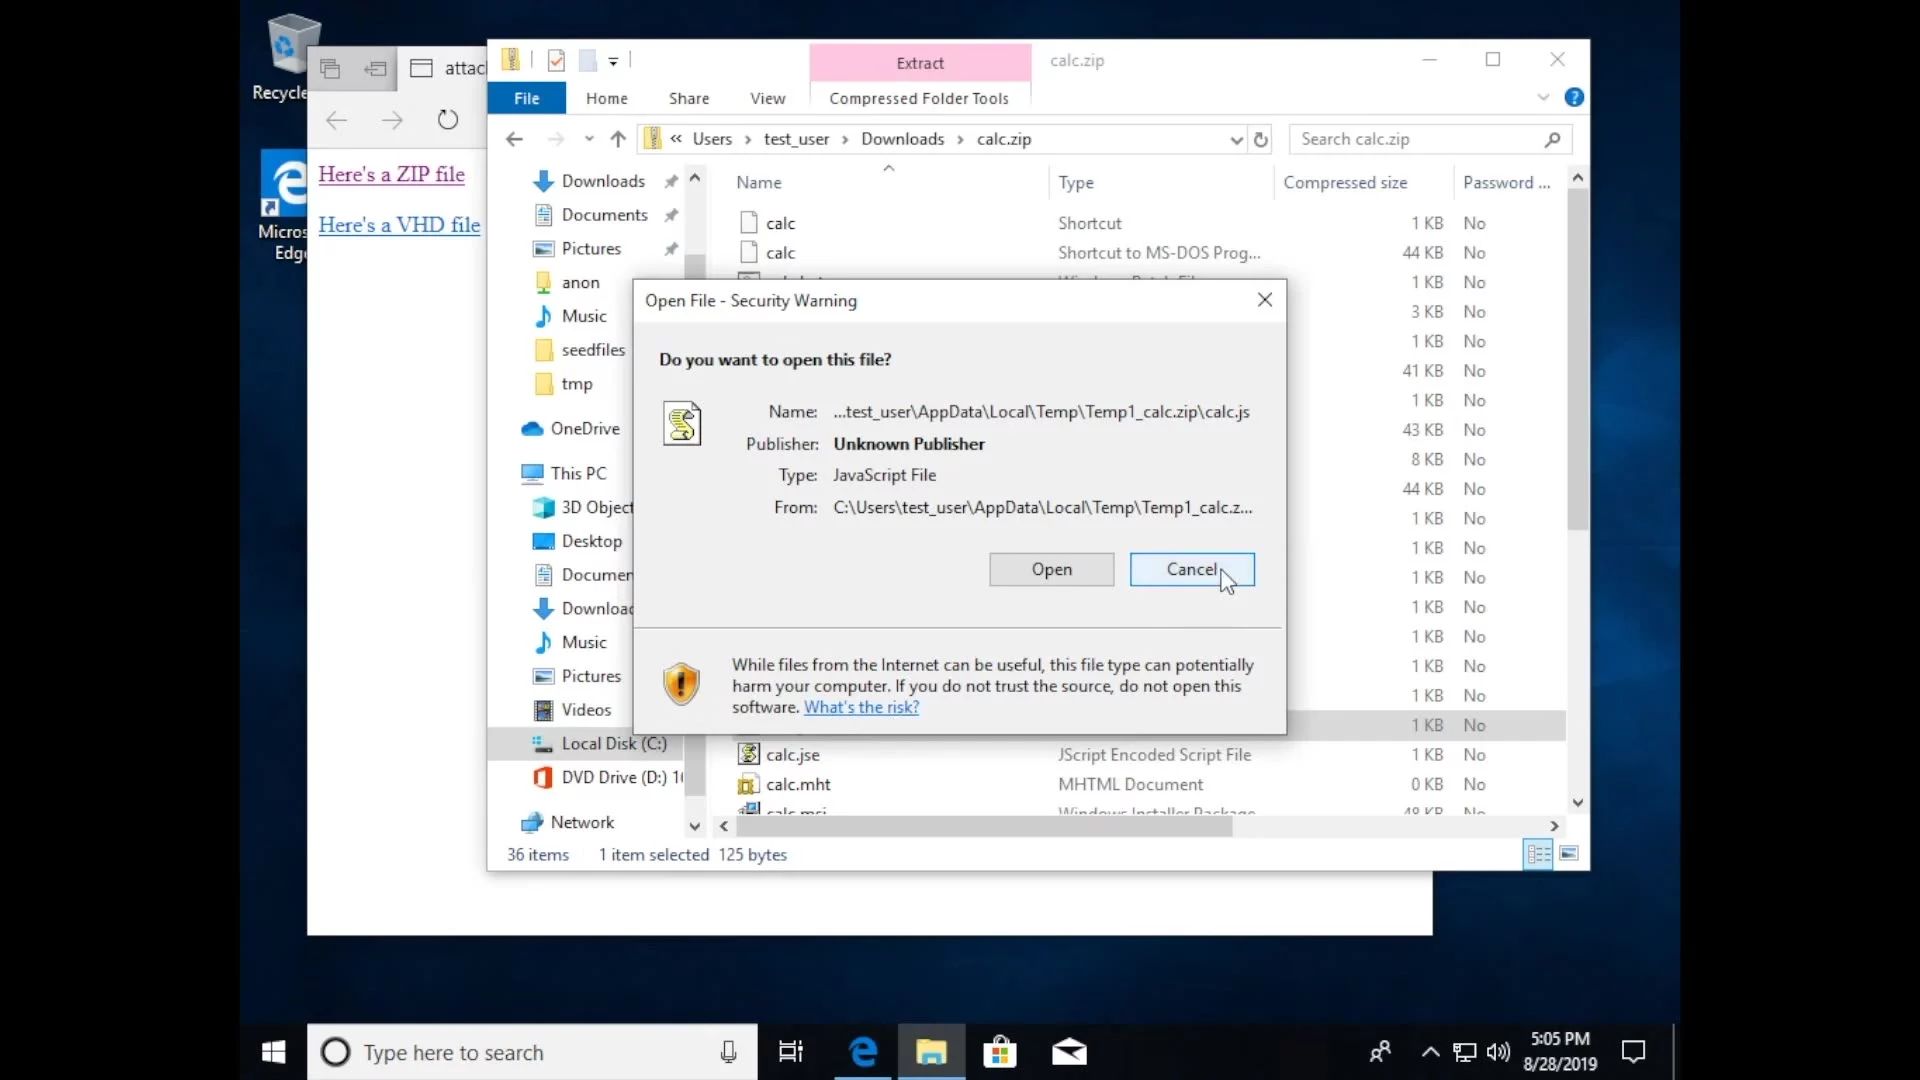 Recycle
Micros
Edg
attac
Here's a ZIP file
Here's a VHD file
Extract
calc.zip
File
Home
Share
View
Compressed Folder Tools
« Users › test_user › Downloads › calc.zip
Search calc.zip
Downloads
Documents
Pictures
anon
Music
seedfiles
tmp
OneDrive
This PC
3D Object
Desktop
Documen
Downloa
Music
Pictures
Videos
Local Disk (C:)
DVD Drive (D:) 1
Network
Name Type Compressed size Password ...
calc Shortcut 1 KB No
calc Shortcut to MS-DOS Prog... 44 KB No
1 KB No
3 KB No
1 KB No
41 KB No
1 KB No
43 KB No
8 KB No
44 KB No
1 KB No
1 KB No
1 KB No
1 KB No
1 KB No
1 KB No
1 KB No
1 KB No
calc.jse JScript Encoded Script File 1 KB No
calc.mht MHTML Document 0 KB No
calc.msi Windows Installer Package 48 KB No
36 items 1 item selected 125 bytes
Open File - Security Warning
Do you want to open this file?
Name: ...test_user\AppData\Local\Temp\Temp1_calc.zip\calc.js
Publisher: Unknown Publisher
Type: JavaScript File
From: C:\Users\test_user\AppData\Local\Temp\Temp1_calc.z...
Open
Cancel
While files from the Internet can be useful, this file type can potentially
harm your computer. If you do not trust the source, do not open this
software. What's the risk?
Type here to search
5:05 PM
8/28/2019